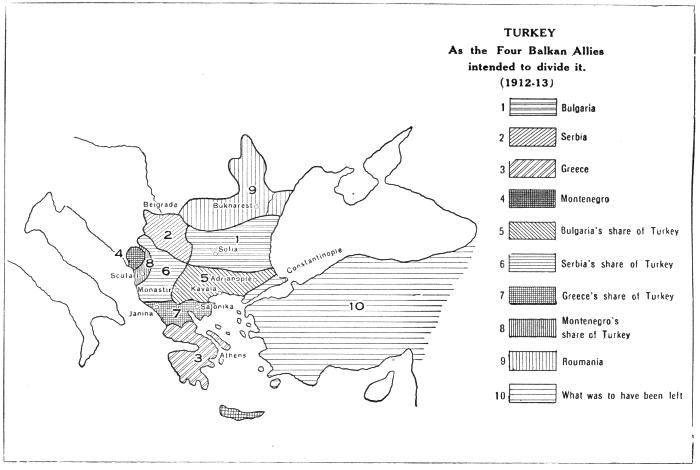 TURKEY
As the Four Balkan Allies
intended to divide it.
(1912-13)
1 Bulgaria
2 Serbia
3 Greece
4 Montenegro
5 Bulgaria's share of Turkey
6 Serbia's share of Turkey
7 Greece's share of Turkey
8 Montenegro's
share of Turkey
9 Roumania
10 What was to have been left
9
Belgrade
Bukharest
2
1
Sofia
4
8
Constantinople
Scutari
6
5
Adrianople
Monastir
Kavala
10
Janina
7
Salonika
3
Athens